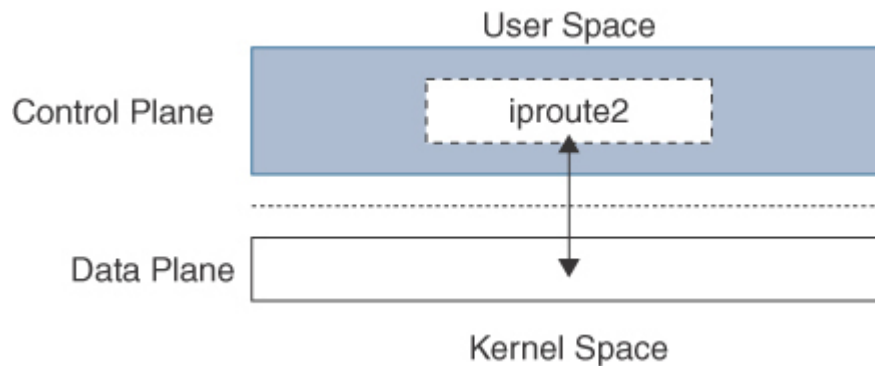 User Space
Control Plane
iproute2
Data Plane
Kernel Space